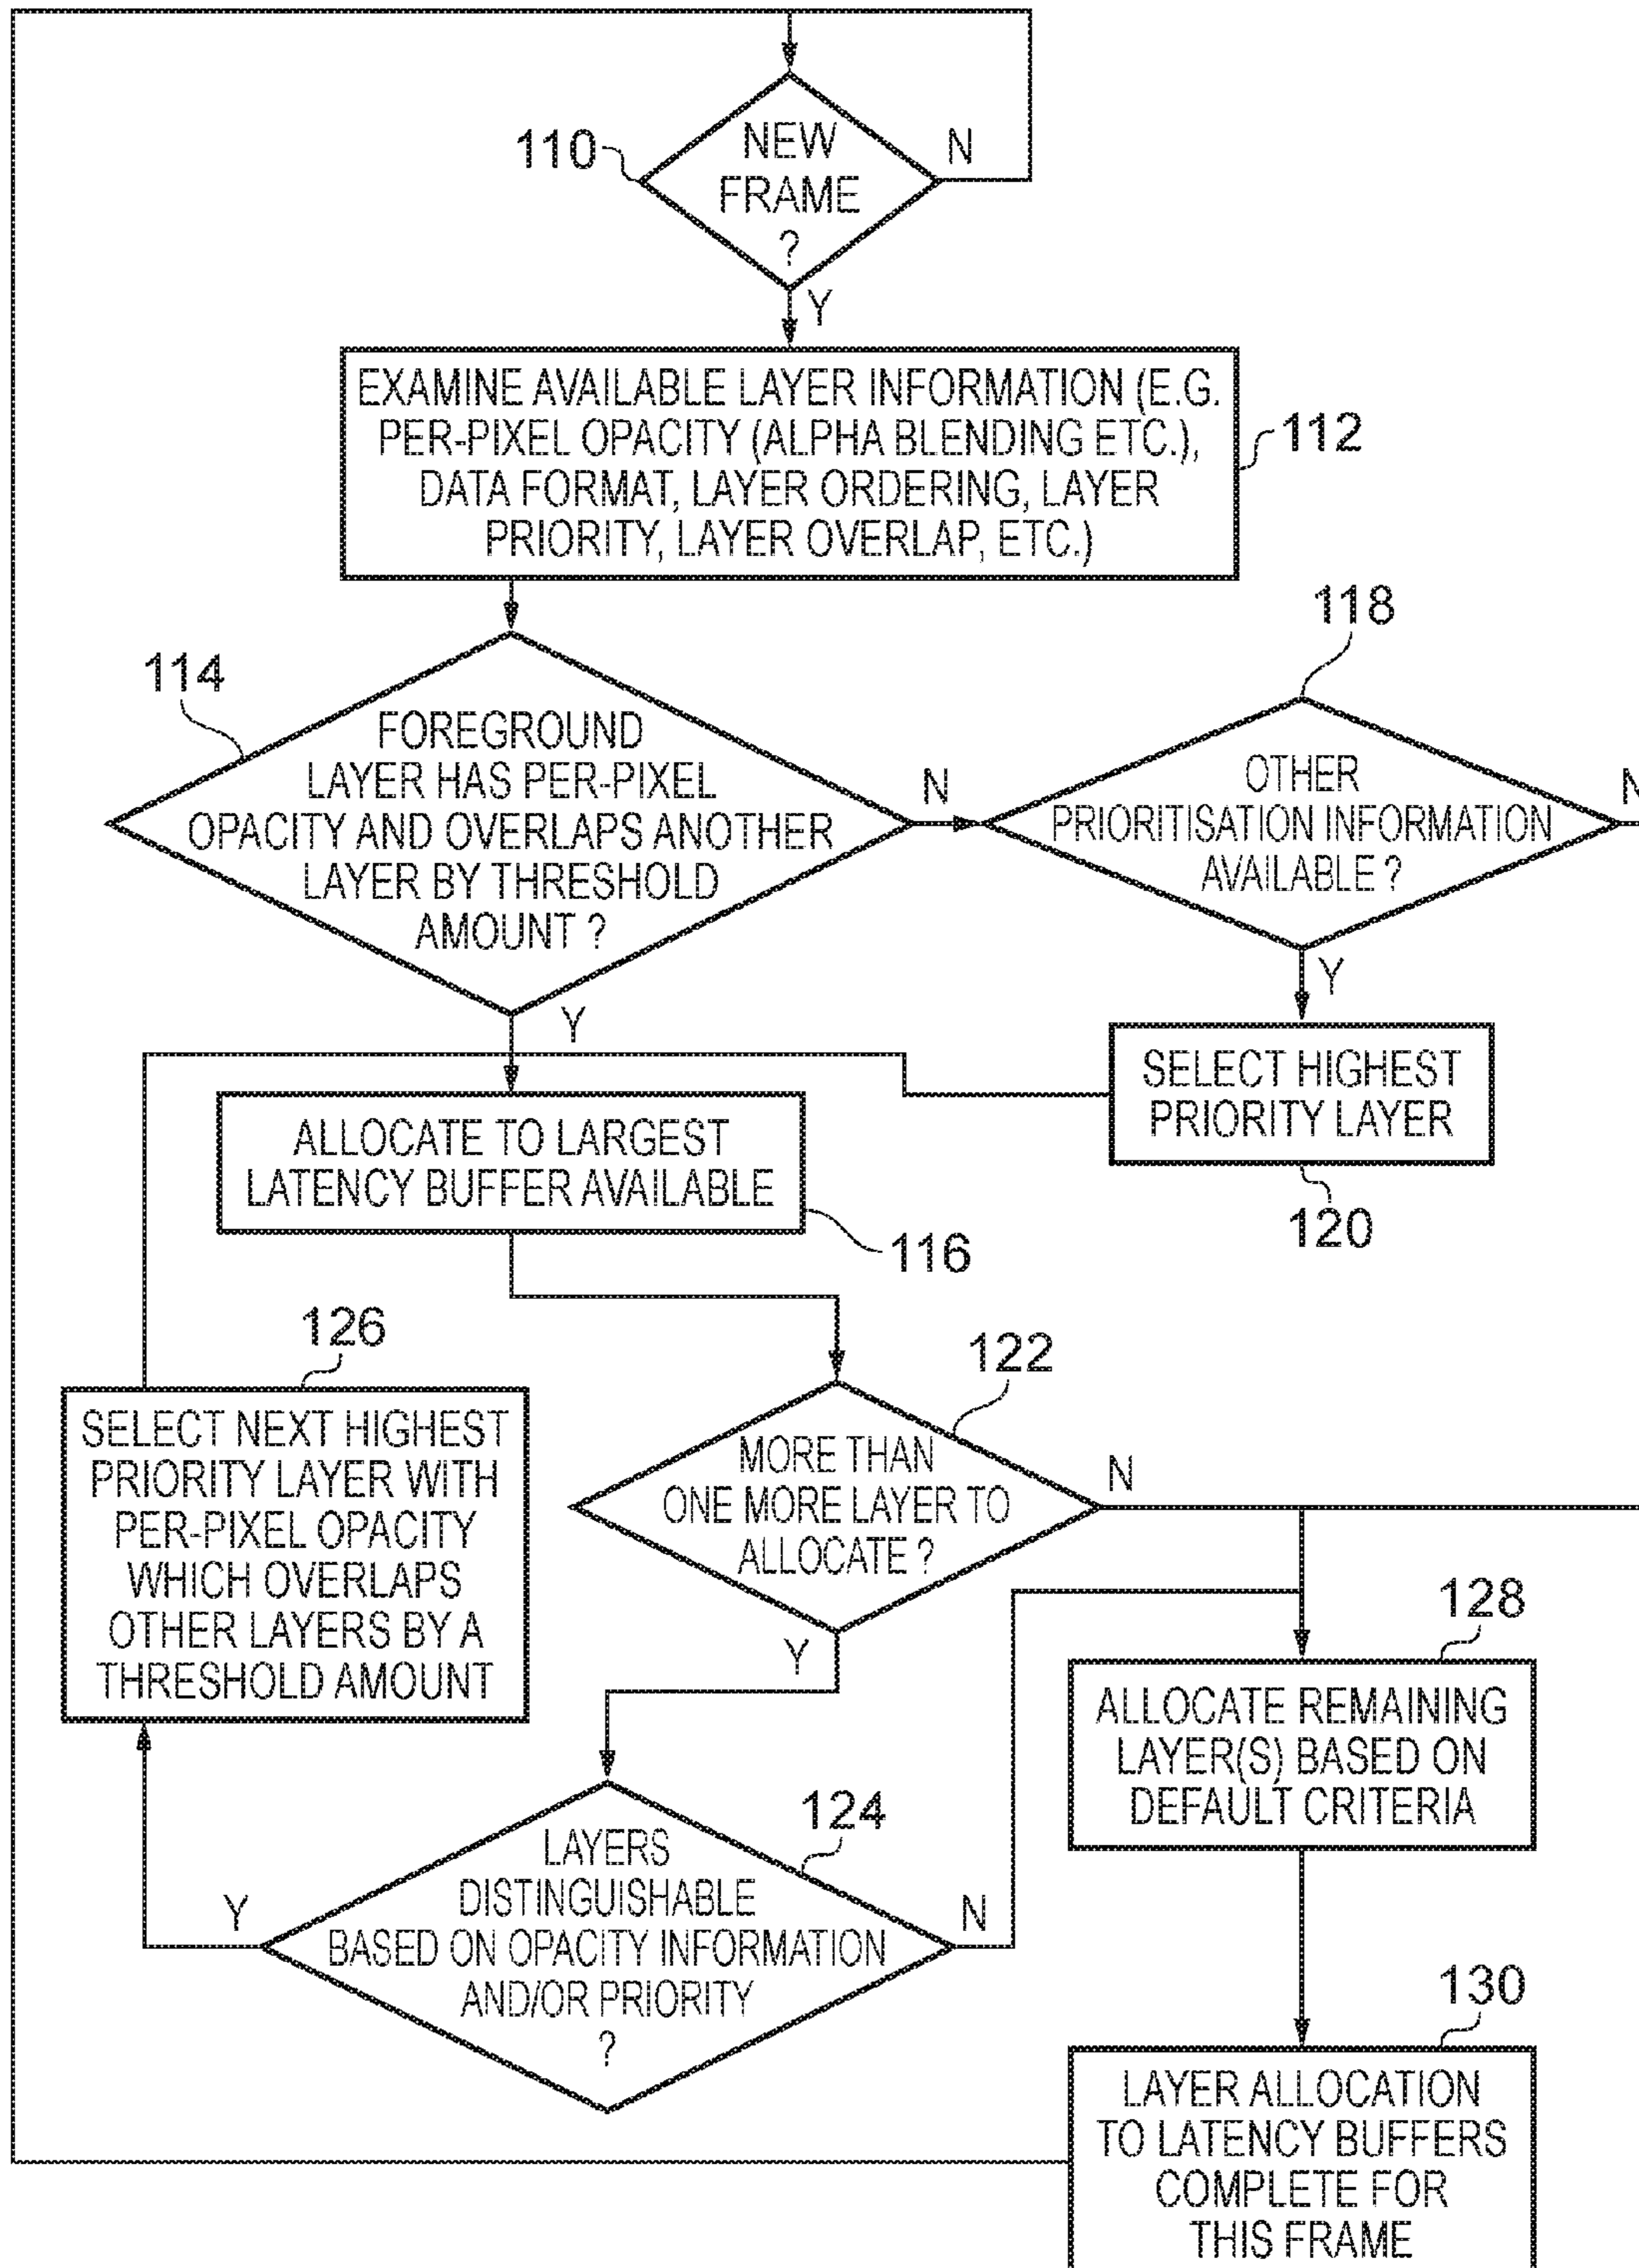 110
NEW
FRAME
?
N
Y
EXAMINE AVAILABLE LAYER INFORMATION (E.G.
PER-PIXEL OPACITY (ALPHA BLENDING ETC.),
DATA FORMAT, LAYER ORDERING, LAYER
PRIORITY, LAYER OVERLAP, ETC.)
112
114
FOREGROUND
LAYER HAS PER-PIXEL
OPACITY AND OVERLAPS ANOTHER
LAYER BY THRESHOLD
AMOUNT ?
N
Y
118
OTHER
PRIORITISATION INFORMATION
AVAILABLE ?
N
Y
SELECT HIGHEST
PRIORITY LAYER
120
ALLOCATE TO LARGEST
LATENCY BUFFER AVAILABLE
116
126
SELECT NEXT HIGHEST
PRIORITY LAYER WITH
PER-PIXEL OPACITY
WHICH OVERLAPS
OTHER LAYERS BY A
THRESHOLD AMOUNT
122
MORE THAN
ONE MORE LAYER TO
ALLOCATE ?
N
Y
124
LAYERS
DISTINGUISHABLE
BASED ON OPACITY INFORMATION
AND/OR PRIORITY
?
Y
N
128
ALLOCATE REMAINING
LAYER(S) BASED ON
DEFAULT CRITERIA
130
LAYER ALLOCATION
TO LATENCY BUFFERS
COMPLETE FOR
THIS FRAME